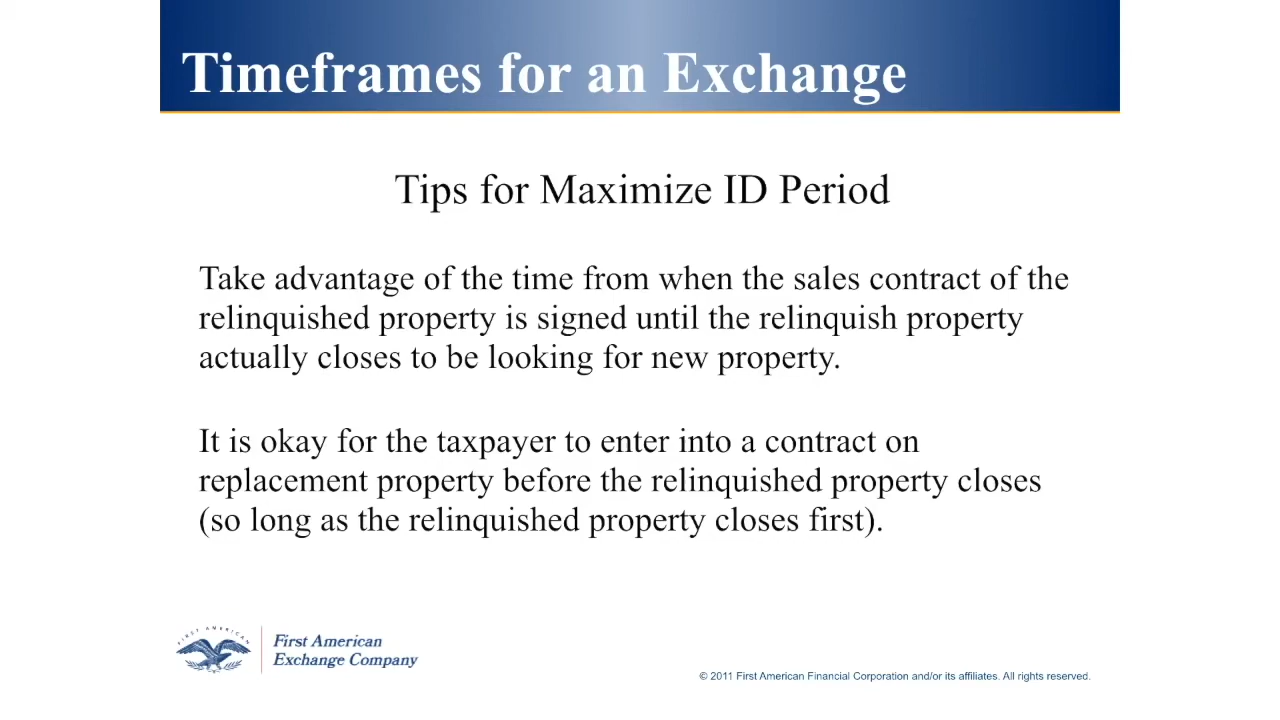 Timeframes for an Exchange
Tips for Maximize ID Period
Take advantage of the time from when the sales contract of the
relinquished property is signed until the relinquish property
actually closes to be looking for new property.
It is okay for the taxpayer to enter into a contract on
replacement property before the relinquished property closes
(so long as the relinquished property closes first).
FIRST AMERICAN
First American
Exchange Company
© 2011 First American Financial Corporation and/or its affiliates. All rights reserved.